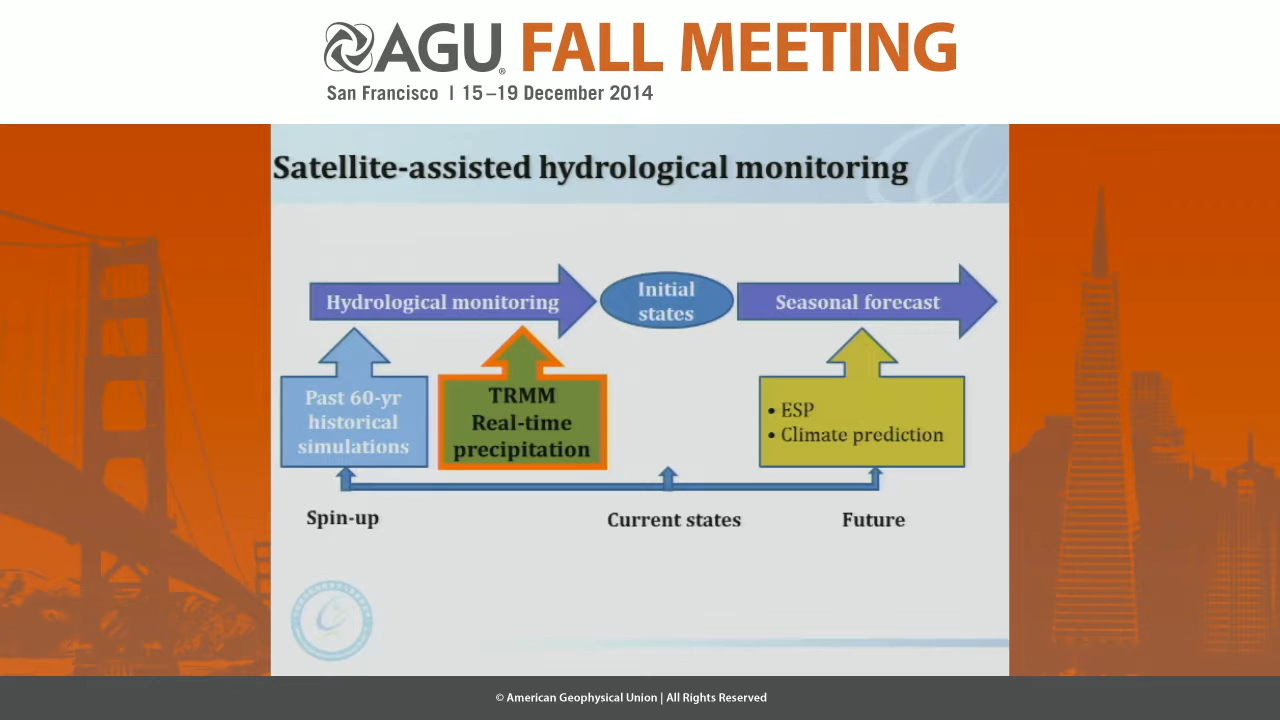 AGU® FALL MEETING
San Francisco | 15–19 December 2014
Satellite-assisted hydrological monitoring
Hydrological monitoring
Initial
states
Seasonal forecast
Past 60-yr
historical
simulations
TRMM
Real-time
precipitation
• ESP
• Climate prediction
Spin-up
Current states
Future
© American Geophysical Union | All Rights Reserved